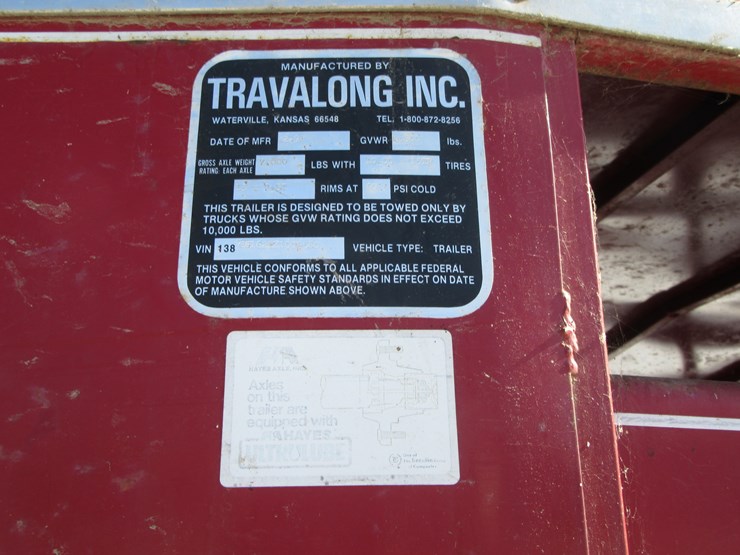 MANUFACTURED BY
TRAVALONG INC.
WATERVILLE, KANSAS 66548 TEL. 1-800-872-8256
DATE OF MFR GVWR lbs.
GROSS AXLE WEIGHT RATING EACH AXLE LBS WITH TIRES
RIMS AT PSI COLD
THIS TRAILER IS DESIGNED TO BE TOWED ONLY BY
TRUCKS WHOSE GVW RATING DOES NOT EXCEED
10,000 LBS.
VIN 138 VEHICLE TYPE: TRAILER
THIS VEHICLE CONFORMS TO ALL APPLICABLE FEDERAL
MOTOR VEHICLE SAFETY STANDARDS IN EFFECT ON DATE
OF MANUFACTURE SHOWN ABOVE.
Axles
on this
trailer are
equipped with
HAYES